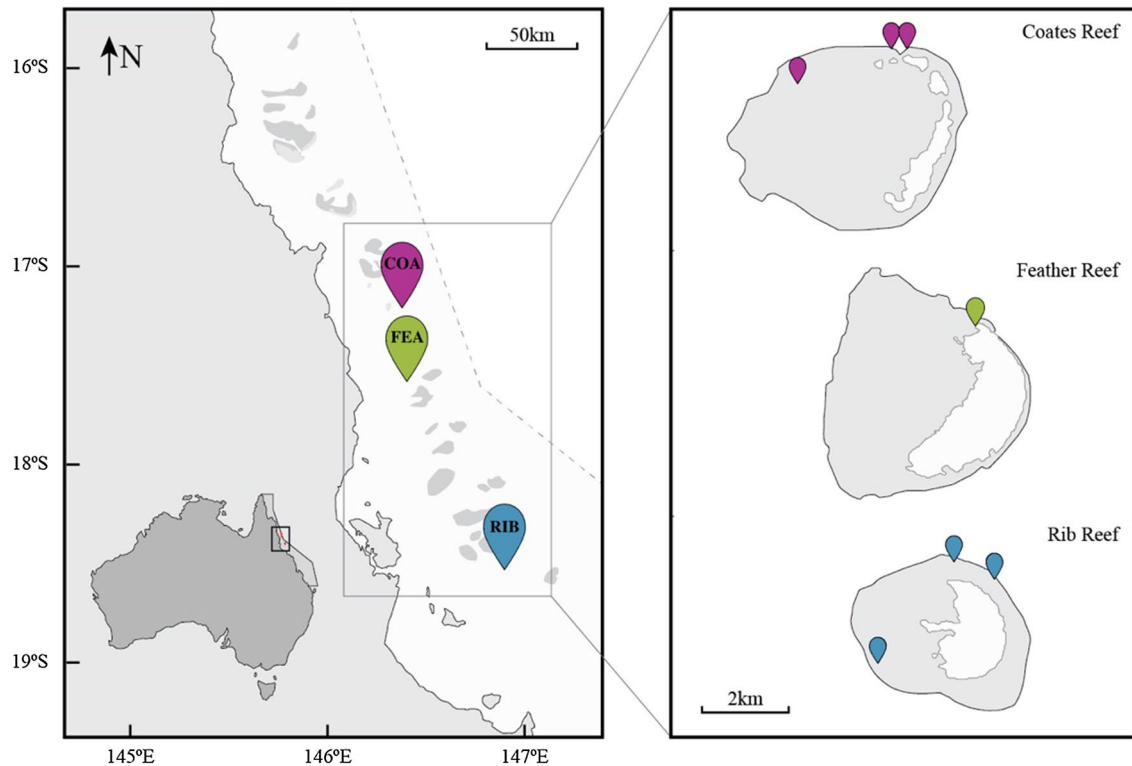 N
50km
16ºS
17ºS
18ºS
19ºS
COA
FEA
RIB
145ºE
146ºE
147ºE
Coates Reef
Feather Reef
Rib Reef
2km